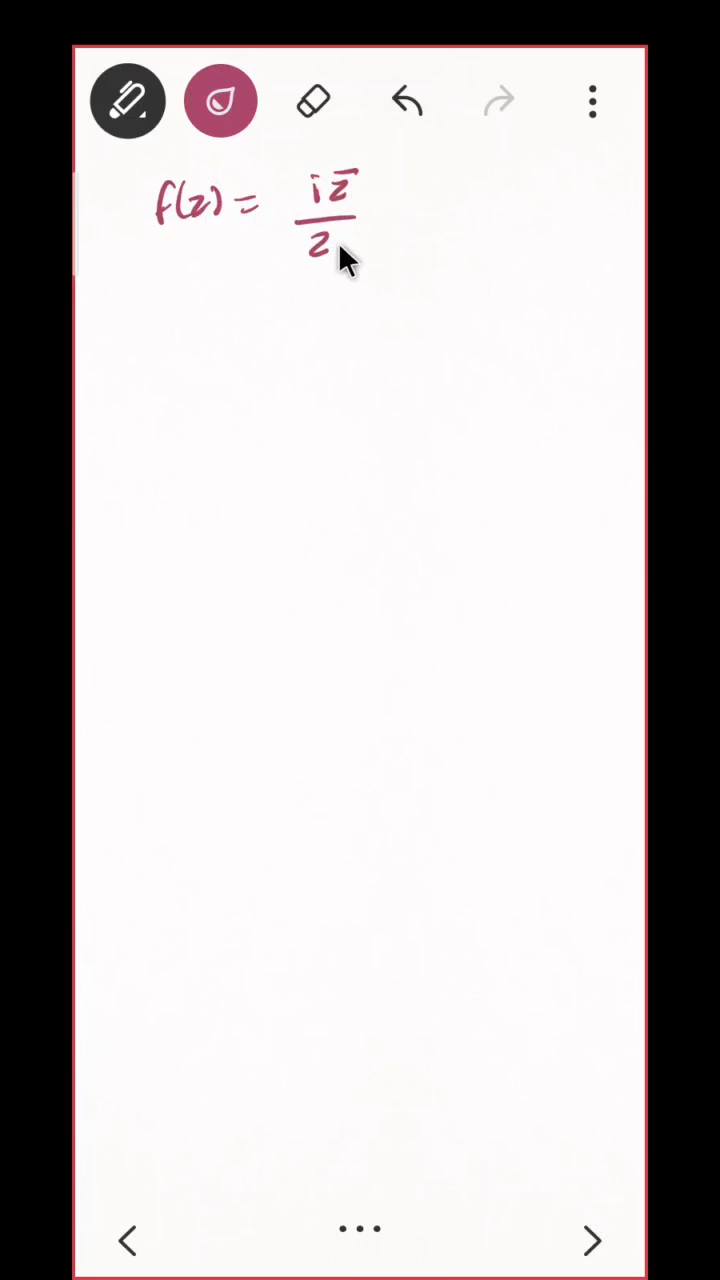 f(z) = iz̄/2